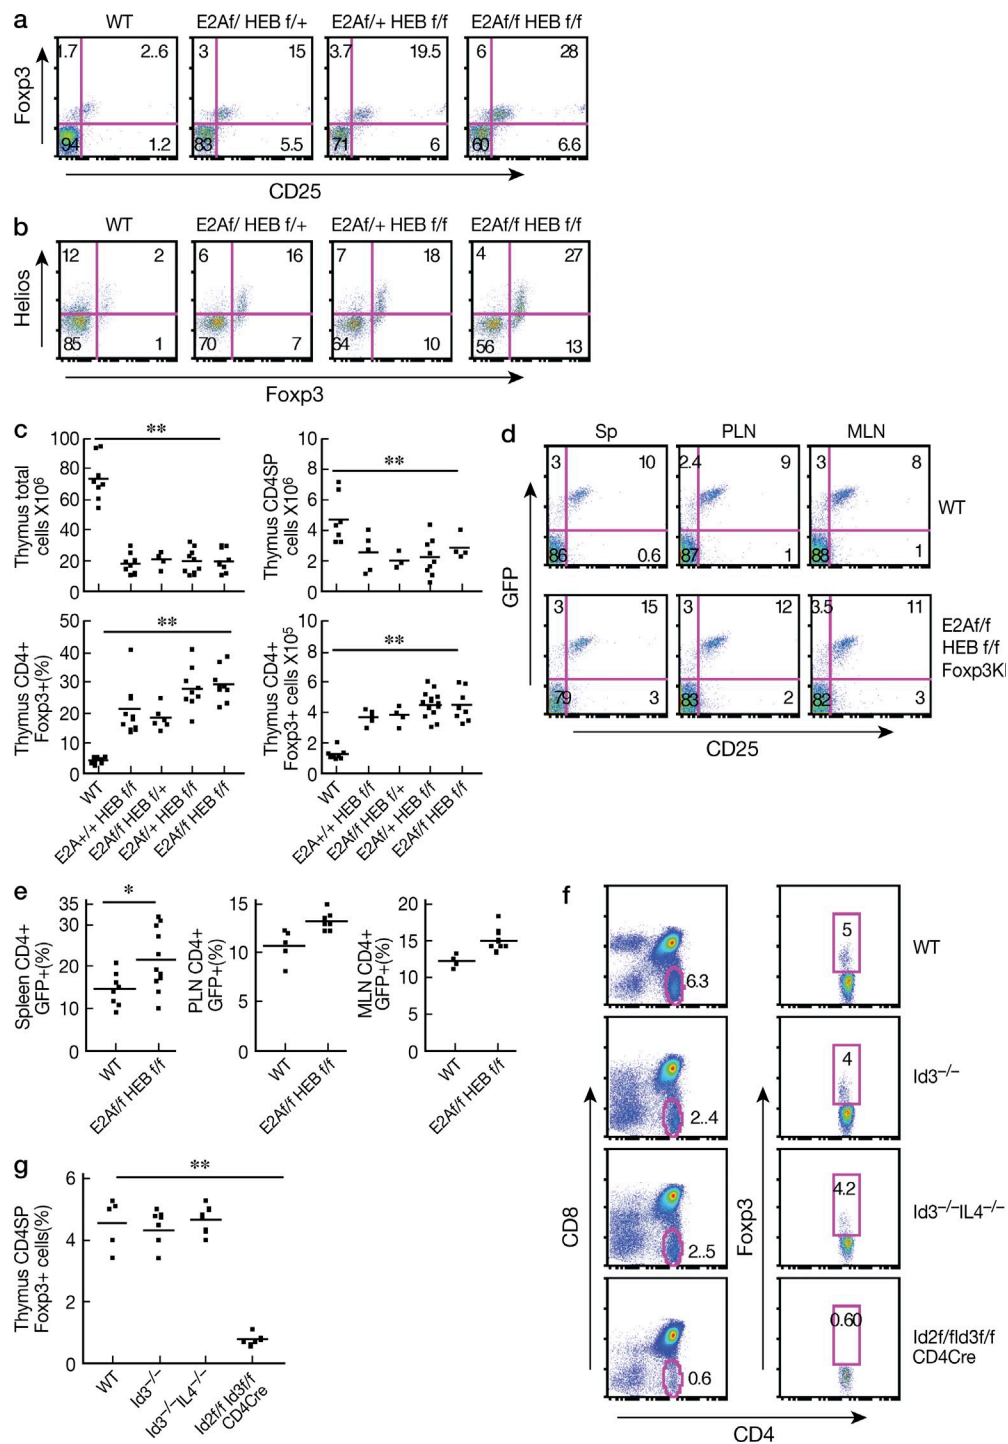 a
WT
E2Af/ HEB f/+
E2Af/+ HEB f/f
E2Af/f HEB f/f
Foxp3
1.7 2..6
94 1.2
3 15
83 5.5
3.7 19.5
71 6
6 28
60 6.6
CD25
b
WT
E2Af/ HEB f/+
E2Af/+ HEB f/f
E2Af/f HEB f/f
Helios
12 2
85 1
6 16
70 7
7 18
64 10
4 27
56 13
Foxp3
c
Thymus total
cells X10⁶
100
80
60
40
20
0
**
Thymus CD4SP
cells X10⁶
10
8
6
4
2
0
**
Thymus CD4+
Foxp3+(%)
50
40
30
20
10
0
**
WT
E2A+/+ HEB f/f
E2Af/f HEB f/+
E2Af/+ HEB f/f
E2Af/f HEB f/f
Thymus CD4+
Foxp3+ cells X10⁵
10
8
6
4
2
0
**
WT
E2A+/+ HEB f/f
E2Af/f HEB f/+
E2Af/+ HEB f/f
E2Af/f HEB f/f
d
Sp
PLN
MLN
3 10
86 0.6
2.4 9
87 1
3 8
88 1
WT
GFP
3 15
79 3
3 12
83 2
3.5 11
82 3
E2Af/f
HEB f/f
Foxp3KI
CD25
e
Spleen CD4+
GFP+(%)
35
30
20
10
0
*
WT
E2Af/f HEB f/f
PLN CD4+
GFP+(%)
15
10
5
0
WT
E2Af/f HEB f/f
MLN CD4+
GFP+(%)
20
15
10
5
0
WT
E2Af/f HEB f/f
f
6.3
5
WT
2..4
4
Id3⁻/⁻
2..5
4.2
Id3⁻/⁻IL4⁻/⁻
0.6
0.60
Id2f/fId3f/f
CD4Cre
CD8
Foxp3
CD4
g
Thymus CD4SP
Foxp3+ cells(%)
6
4
2
0
**
WT
Id3⁻/⁻
Id3⁻/⁻IL4⁻/⁻
Id2f/f Id3f/f
CD4Cre